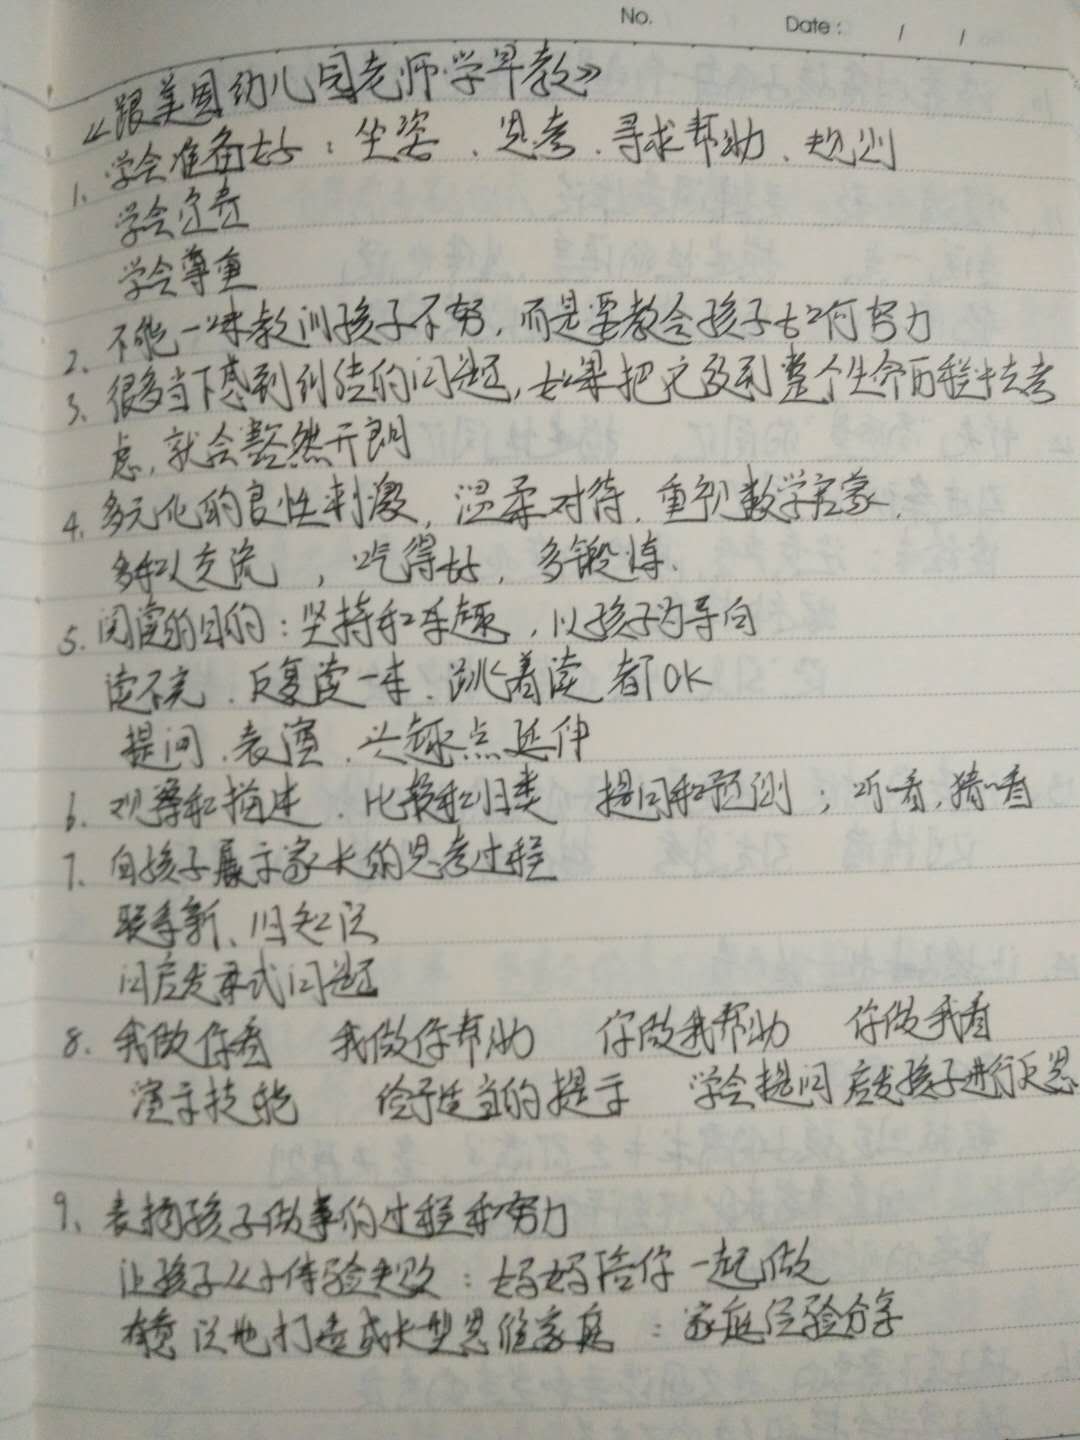 No. Date: / /
《跟美国幼儿园老师学早教》
1、学会准备好：坐姿、思考、寻求帮助、规则
学会负责
学会尊重
2、不能一味教训孩子不努，而是要教会孩子如何努力
3、很多当下感到纠结的问题，如果把它放到整个生命历程中去考
虑，就会豁然开朗
4、多元化的良性刺激，温柔对待，重视数学启蒙，
多和人交流，吃得好，多锻炼、
5、阅读的目的：坚持和乐趣，以孩子为导向
读不完、反复读一本、跳着读 都OK
提问、表演、兴趣点延伸
6、观察和描述、比较和归类 提问和预测；听看，猜看
7、向孩子展示家长的思考过程
联系新、旧知识
问启发录式问题
8、我做你看 我做你帮助 你做我帮助 你做我看
演示技能 给予适当的提示 学会提问 启发孩子进行反思
9、表扬孩子做事的过程和努力
让孩子从小体验失败：妈妈陪你一起做
有意识地打造成长型思维家庭：家庭经验分享